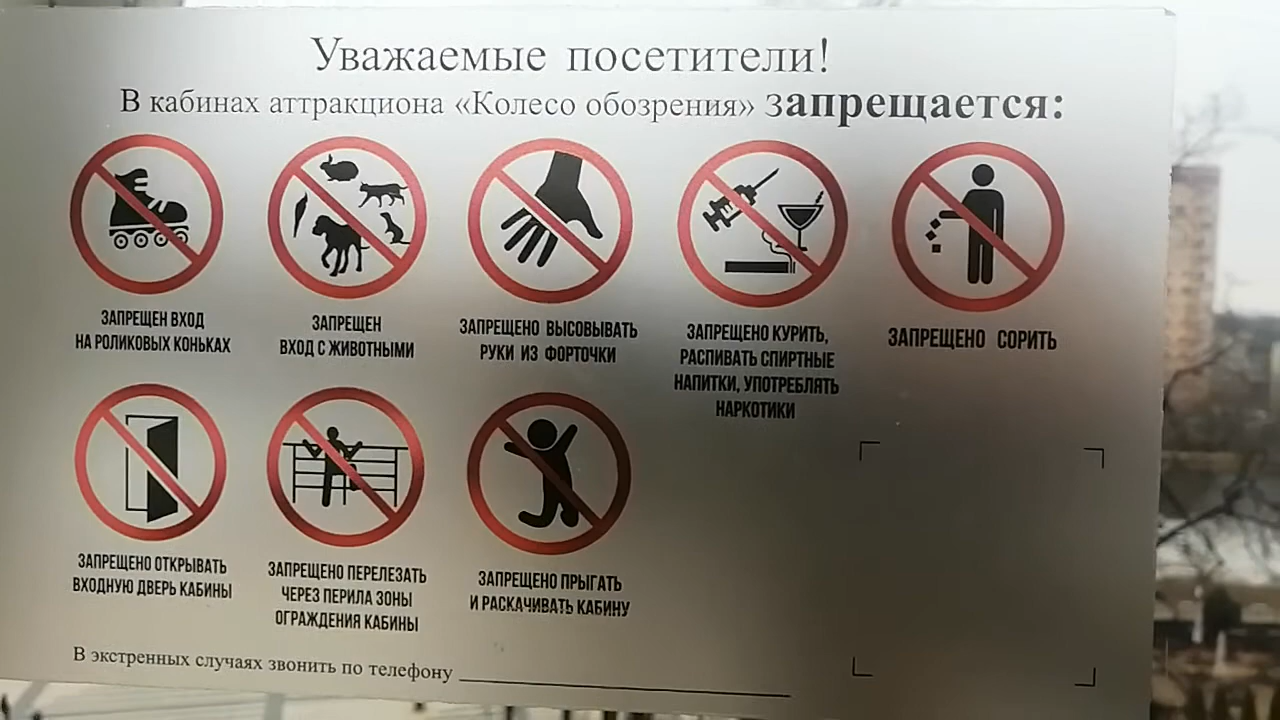 Уважаемые посетители!
В кабинах аттракциона «Колесо обозрения» запрещается:
ЗАПРЕЩЕН ВХОД
НА РОЛИКОВЫХ КОНЬКАХ
ЗАПРЕЩЕН
ВХОД С ЖИВОТНЫМИ
ЗАПРЕЩЕНО ВЫСОВЫВАТЬ
РУКИ ИЗ ФОРТОЧКИ
ЗАПРЕЩЕНО КУРИТЬ,
РАСПИВАТЬ СПИРТНЫЕ
НАПИТКИ, УПОТРЕБЛЯТЬ
НАРКОТИКИ
ЗАПРЕЩЕНО СОРИТЬ
ЗАПРЕЩЕНО ОТКРЫВАТЬ
ВХОДНУЮ ДВЕРЬ КАБИНЫ
ЗАПРЕЩЕНО ПЕРЕЛЕЗАТЬ
ЧЕРЕЗ ПЕРИЛА ЗОНЫ
ОГРАЖДЕНИЯ КАБИНЫ
ЗАПРЕЩЕНО ПРЫГАТЬ
И РАСКАЧИВАТЬ КАБИНУ
В экстренных случаях звонить по телефону